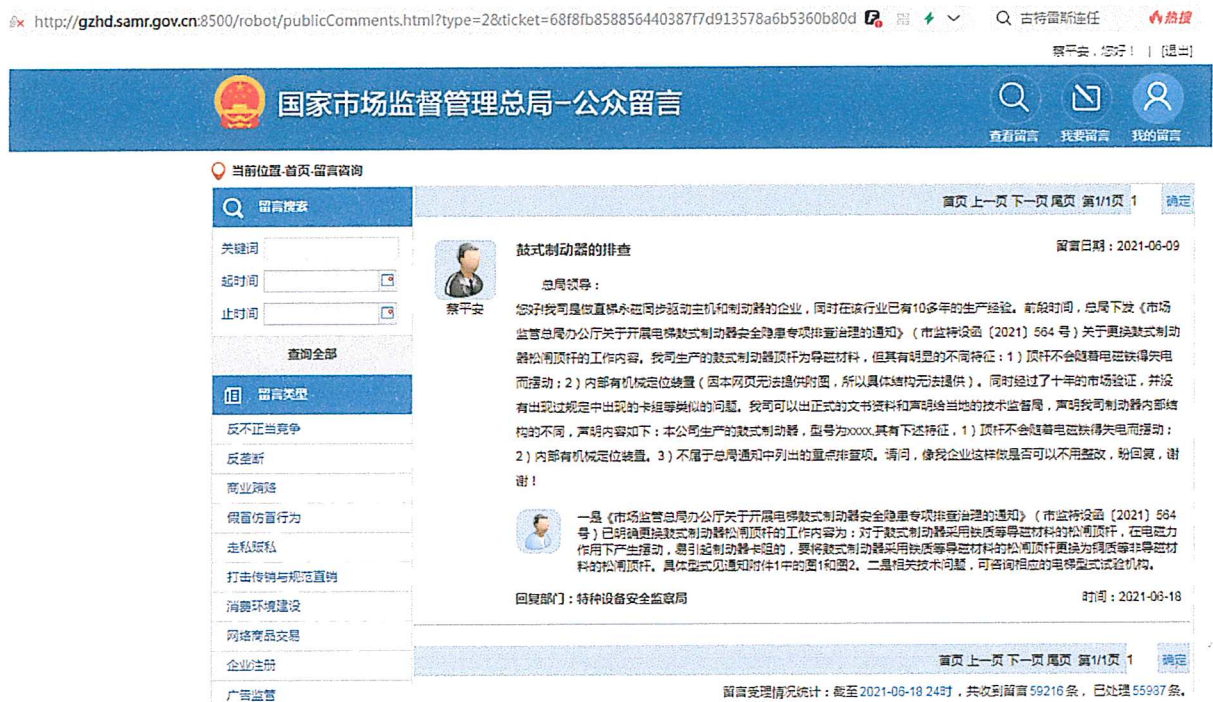 http://gzhd.samr.gov.cn:8500/robot/publicComments.html?type=2&ticket=68f8fb858856440387f7d913578a6b5360b80d
古特雷斯连任
热搜
蔡平安，您好！ | [退出]
国家市场监督管理总局-公众留言
查看留言 我要留言 我的留言
当前位置-首页-留言咨询
留言搜索
首页 上一页 下一页 尾页 第1/1页 1 确定
关键词
起时间
止时间
查询全部
留言类型
反不正当竞争
反垄断
商业贿赂
假冒仿冒行为
走私贩私
打击传销与规范直销
消费环境建设
网络商品交易
企业注册
广告监管
蔡平安
鼓式制动器的排查
留言日期：2021-06-09
总局领导：
您好!我司是做直梯永磁同步驱动主机和制动器的企业，同时在该行业已有10多年的生产经验。前段时间，总局下发《市场
监管总局办公厅关于开展电梯鼓式制动器安全隐患专项排查治理的通知》（市监特设函〔2021〕564 号）关于更换鼓式制动
器松闸顶杆的工作内容。我司生产的鼓式制动器顶杆为导磁材料，但其有明显的不同特征：1）顶杆不会随着电磁铁得失电
而摆动；2）内部有机械定位装置（因本网页无法提供附图，所以具体结构无法提供）。同时经过了十年的市场验证，并没
有出现过规定中出现的卡组等类似的问题。我司可以出正式的文书资料和声明给当地的技术监督局，声明我司制动器内部结
构的不同，声明内容如下：本公司生产的鼓式制动器，型号为xxxx,其有下述特征，1）顶杆不会随着电磁铁得失电而摆动；
2）内部有机械定位装置。3）不属于总局通知中列出的重点排查项。请问，像我企业这样做是否可以不用整改，盼回复，谢
谢！
一是《市场监管总局办公厅关于开展电梯鼓式制动器安全隐患专项排查治理的通知》（市监特设函〔2021〕564
号）已明确更换鼓式制动器松闸顶杆的工作内容为：对于鼓式制动器采用铁质等导磁材料的松闸顶杆，在电磁力
作用下产生摆动，易引起制动器卡阻的，要将鼓式制动器采用铁质等导磁材料的松闸顶杆更换为铜质等非导磁材
料的松闸顶杆。具体型式见通知附件1中的图1和图2。二是相关技术问题，可咨询相应的电梯型式试验机构。
回复部门：特种设备安全监察局
时间：2021-06-18
首页 上一页 下一页 尾页 第1/1页 1 确定
留言受理情况统计：截至 2021-06-18 24时，共收到留言 59216 条，已处理 55937 条。